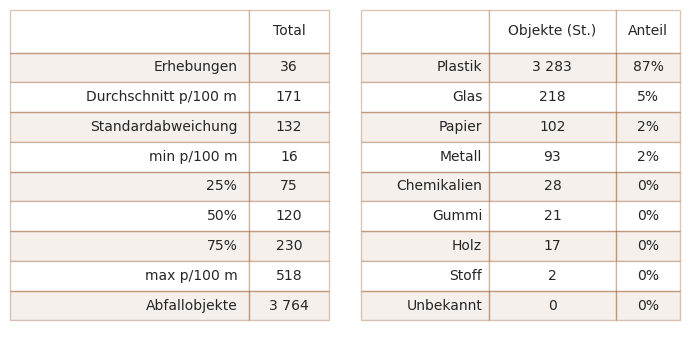 Total
Erhebungen 36
Durchschnitt p/100 m 171
Standardabweichung 132
min p/100 m 16
25% 75
50% 120
75% 230
max p/100 m 518
Abfallobjekte 3 764
Objekte (St.) Anteil
Plastik 3 283 87%
Glas 218 5%
Papier 102 2%
Metall 93 2%
Chemikalien 28 0%
Gummi 21 0%
Holz 17 0%
Stoff 2 0%
Unbekannt 0 0%